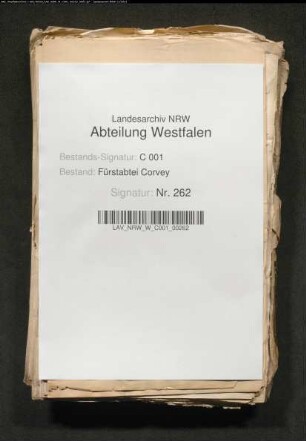 Landesarchiv NRW
Abteilung Westfalen
Bestands-Signatur: C 001
Bestand: Fürstabtei Corvey
Signatur: Nr. 262
LAV_NRW_W_C001_00262